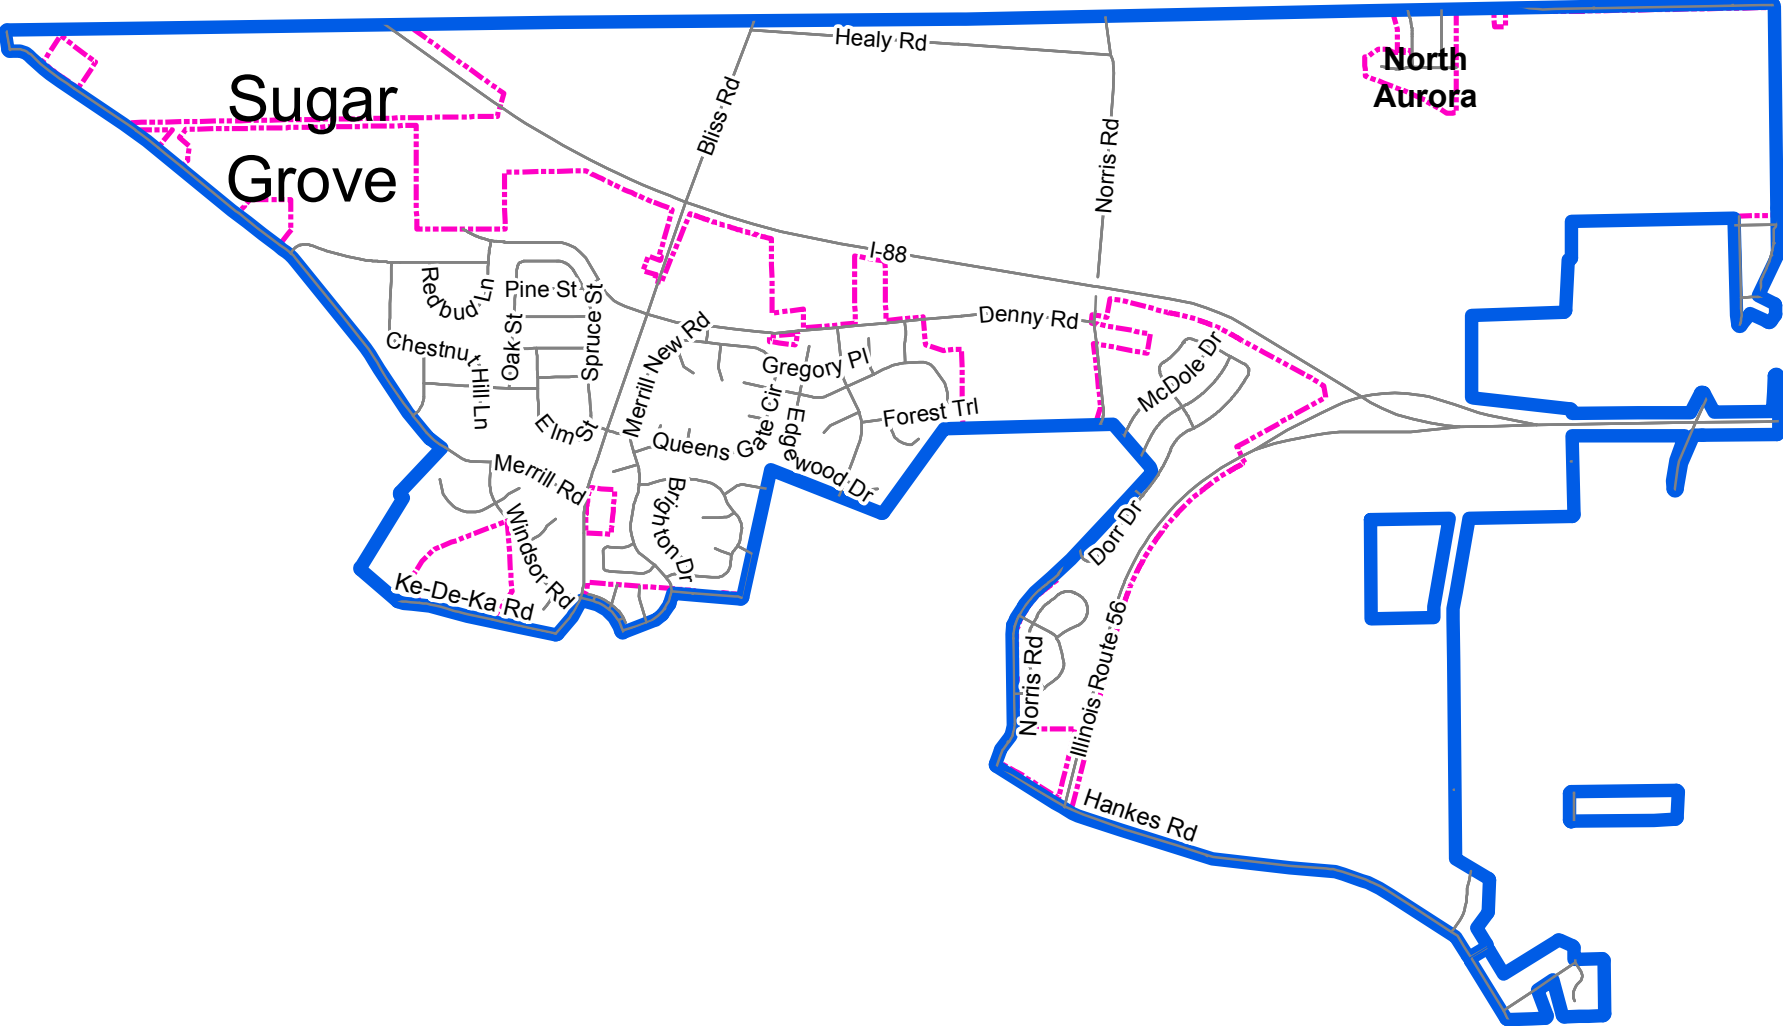 Healy Rd
North
Aurora
Sugar
Grove
Bliss Rd
Norris Rd
I-88
Redbud Ln
Pine St
Oak St
Spruce St
Denny Rd
Merrill New Rd
Chestnut Hill Ln
Gregory Pl
McDole Dr
Forest Trl
Elm St
Queens Gate Cir
Edgewood Dr
Merrill Rd
Brighton Dr
Windsor Rd
Dorr Dr
Ke-De-Ka Rd
Illinois Route 56
Norris Rd
Hankes Rd